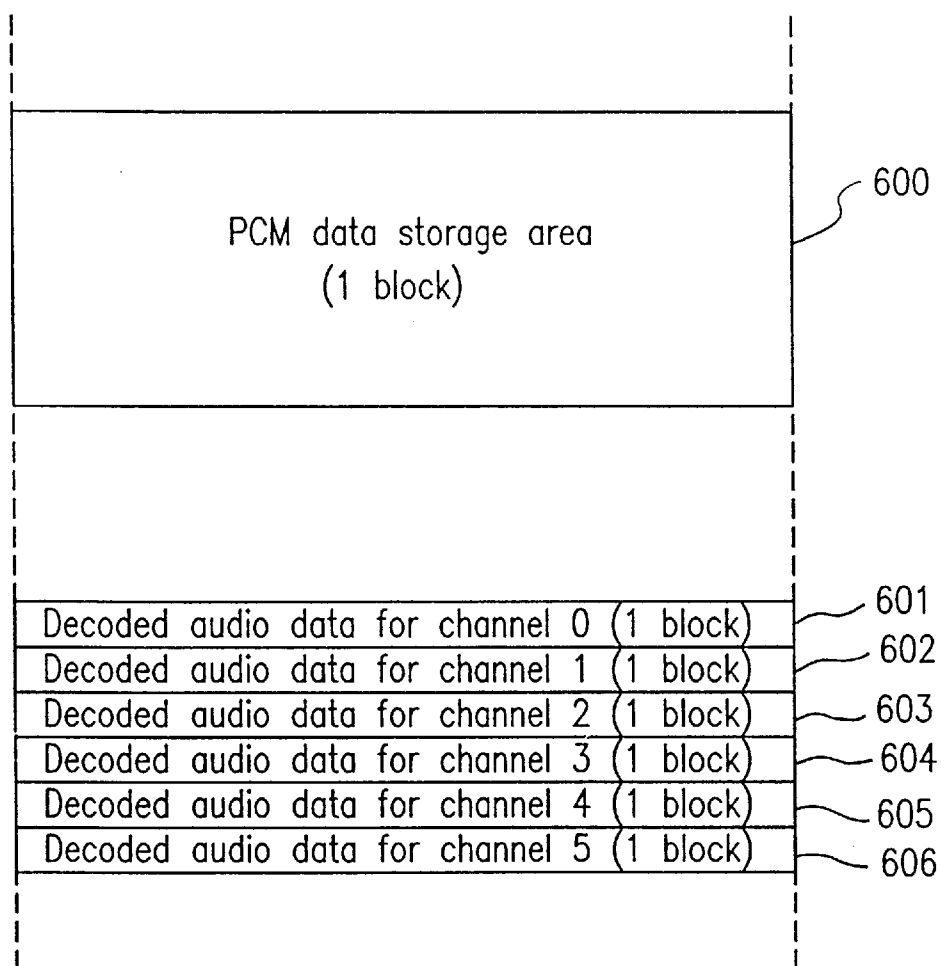 PCM data storage area
(1 block)
600
Decoded audio data for channel 0 (1 block)
601
Decoded audio data for channel 1 (1 block)
602
Decoded audio data for channel 2 (1 block)
603
Decoded audio data for channel 3 (1 block)
604
Decoded audio data for channel 4 (1 block)
605
Decoded audio data for channel 5 (1 block)
606